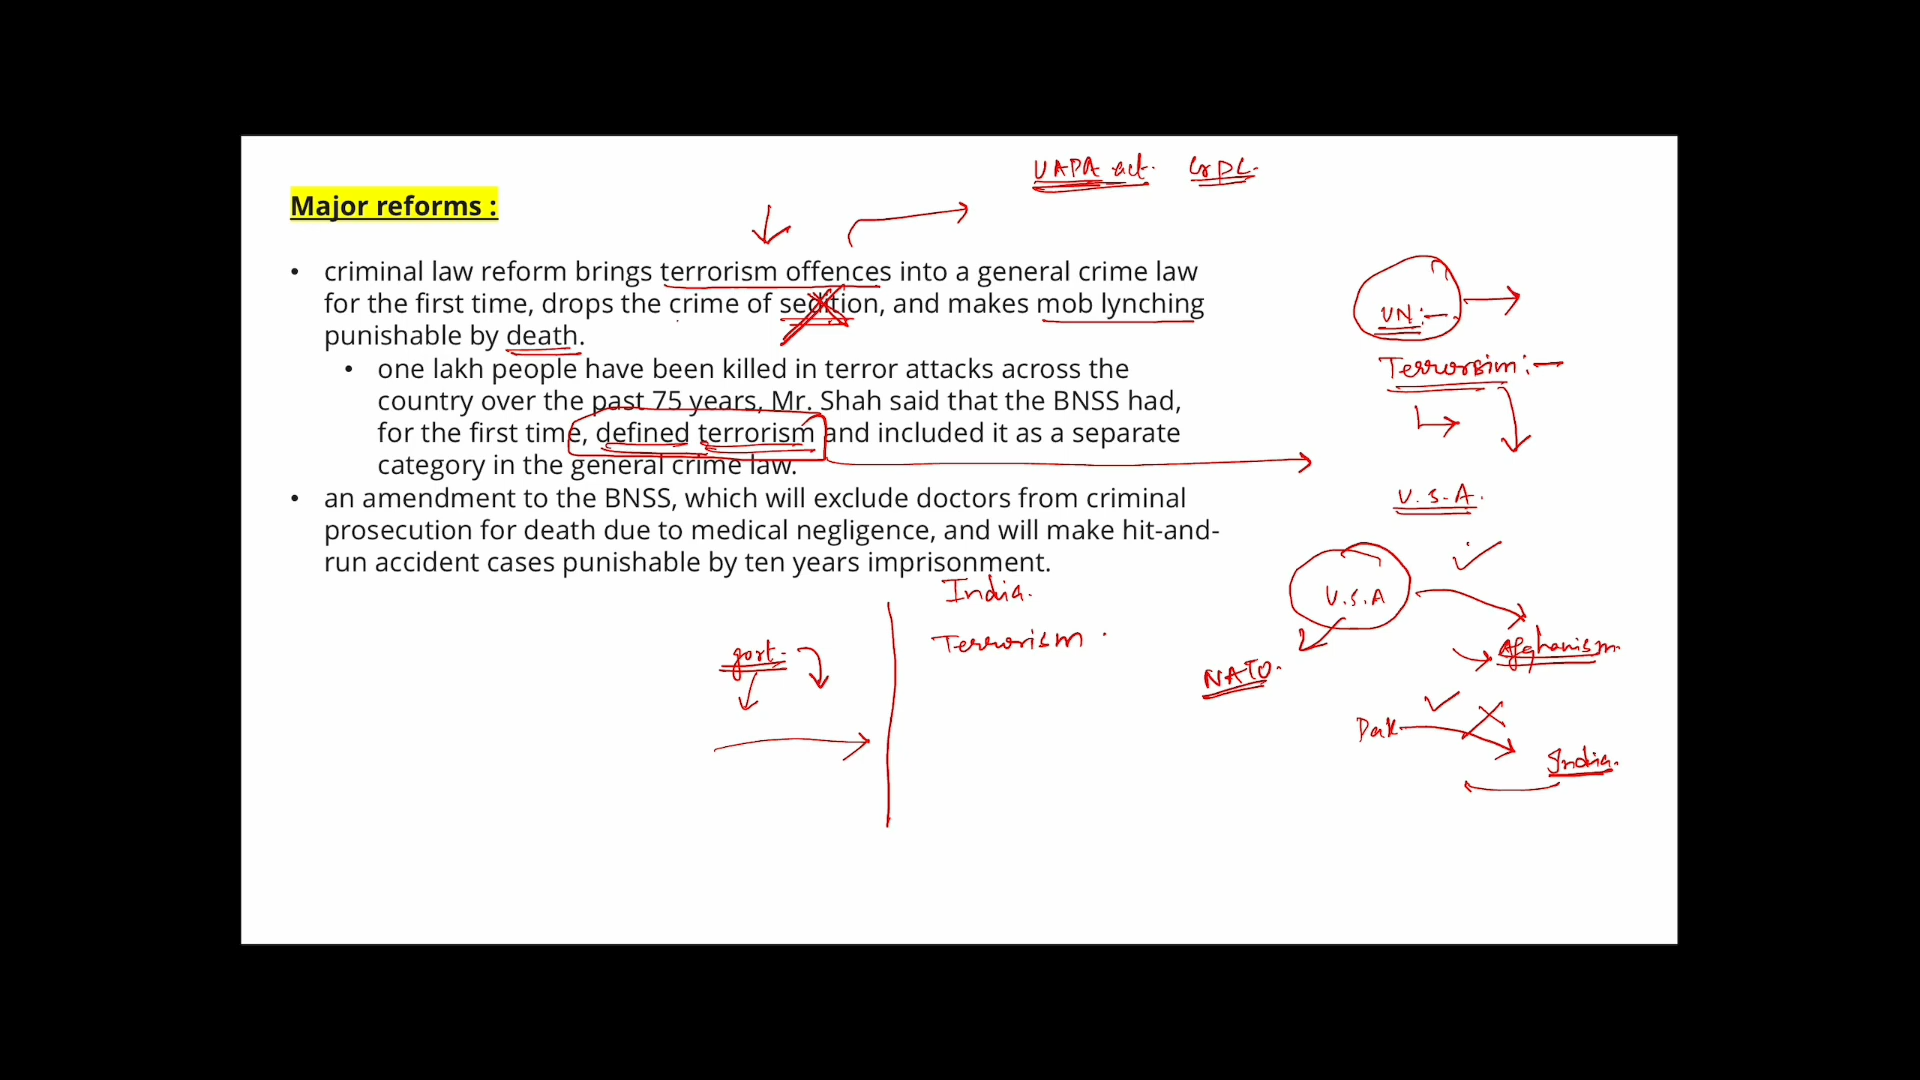 UAPA act. CrPC.
Major reforms :
• criminal law reform brings terrorism offences into a general crime law
for the first time, drops the crime of sedition, and makes mob lynching
punishable by death.
• one lakh people have been killed in terror attacks across the
country over the past 75 years, Mr. Shah said that the BNSS had,
for the first time, defined terrorism and included it as a separate
category in the general crime law.
• an amendment to the BNSS, which will exclude doctors from criminal
prosecution for death due to medical negligence, and will make hit-and-
run accident cases punishable by ten years imprisonment.
UN:-
Terrorsim:-
U.S.A.
U.S.A
Afghanism
NATO.
Pak
India.
India.
Terrorism
govt.